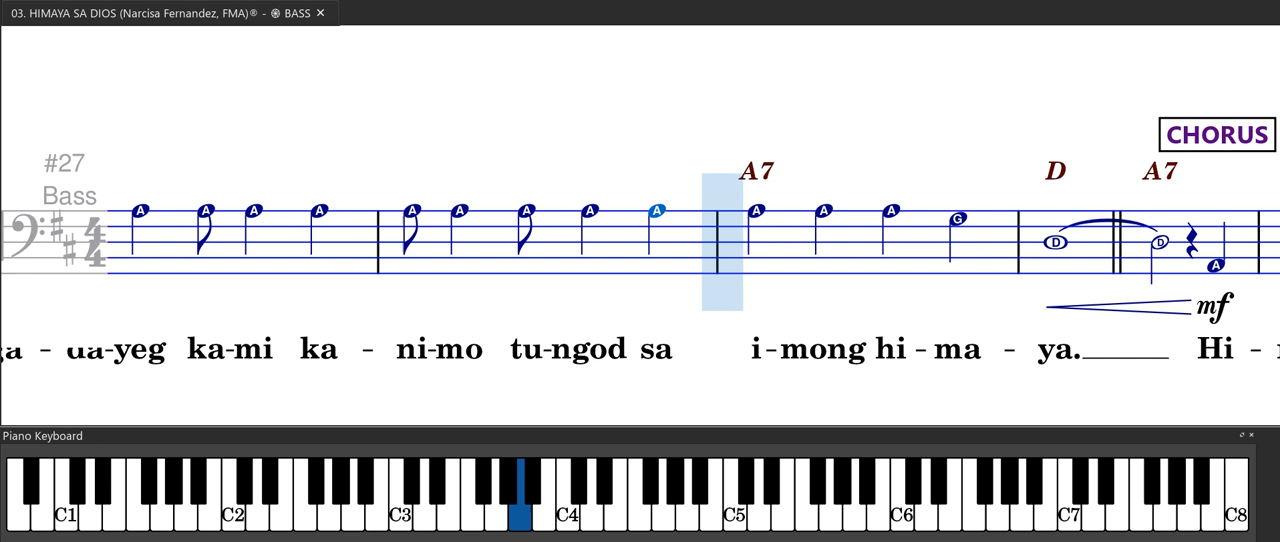 03. HIMAYA SA DIOS (Narcisa Fernandez, FMA)® - BASS
CHORUS
#27
Bass
A7 D A7
A A A A A A A A A A A A G D D A
mf
-yeg ka-mi ka - ni-mo tu-ngod sa i-mong hi-ma - ya. Hi -
Piano Keyboard
C1 C2 C3 C4 C5 C6 C7 C8